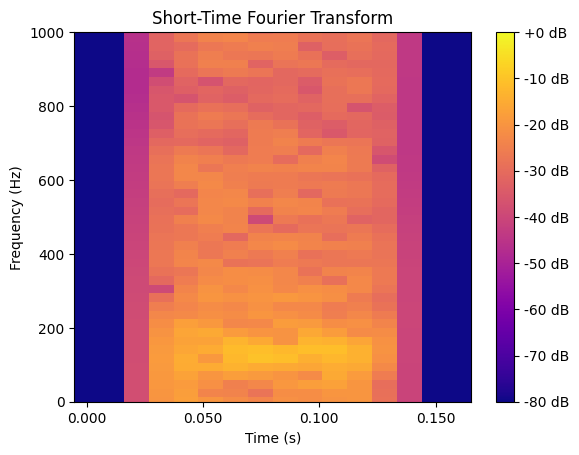 Short-Time Fourier Transform
1000
800
600
400
200
0
Frequency (Hz)
0.000
0.050
0.100
0.150
Time (s)
+0 dB
-10 dB
-20 dB
-30 dB
-40 dB
-50 dB
-60 dB
-70 dB
-80 dB